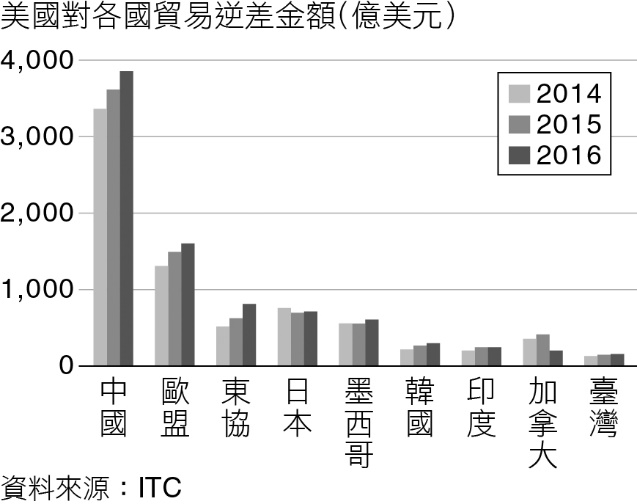 美國對各國貿易逆差金額(億美元)
4,000
3,000
2,000
1,000
0
2014
2015
2016
中國
歐盟
東協
日本
墨西哥
韓國
印度
加拿大
臺灣
資料來源：ITC